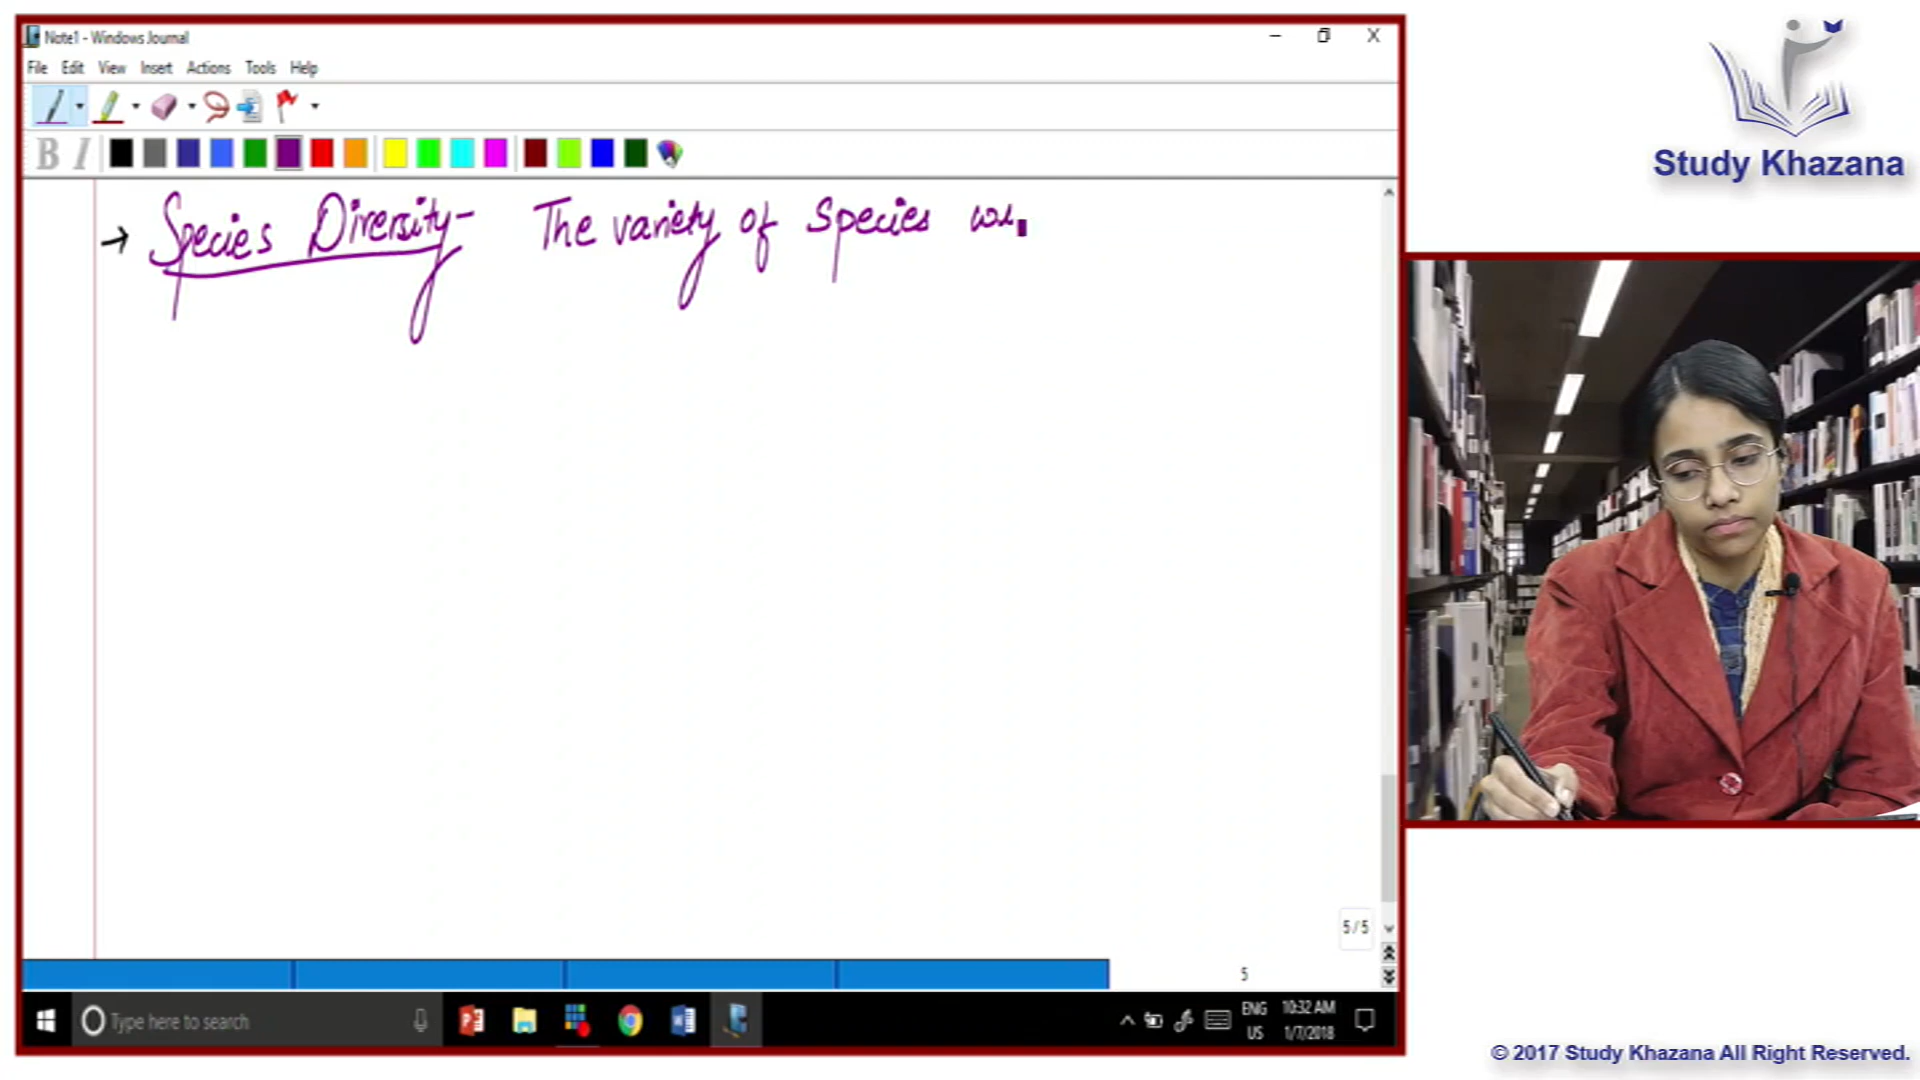 Note1 - Windows Journal
File Edit View Insert Actions Tools Help
B I
→ Species Diversity - The variety of Species
5 / 5
5
Type here to search
ENG
US
10:32 AM
1/7/2018
Study Khazana
© 2017 Study Khazana All Right Reserved.